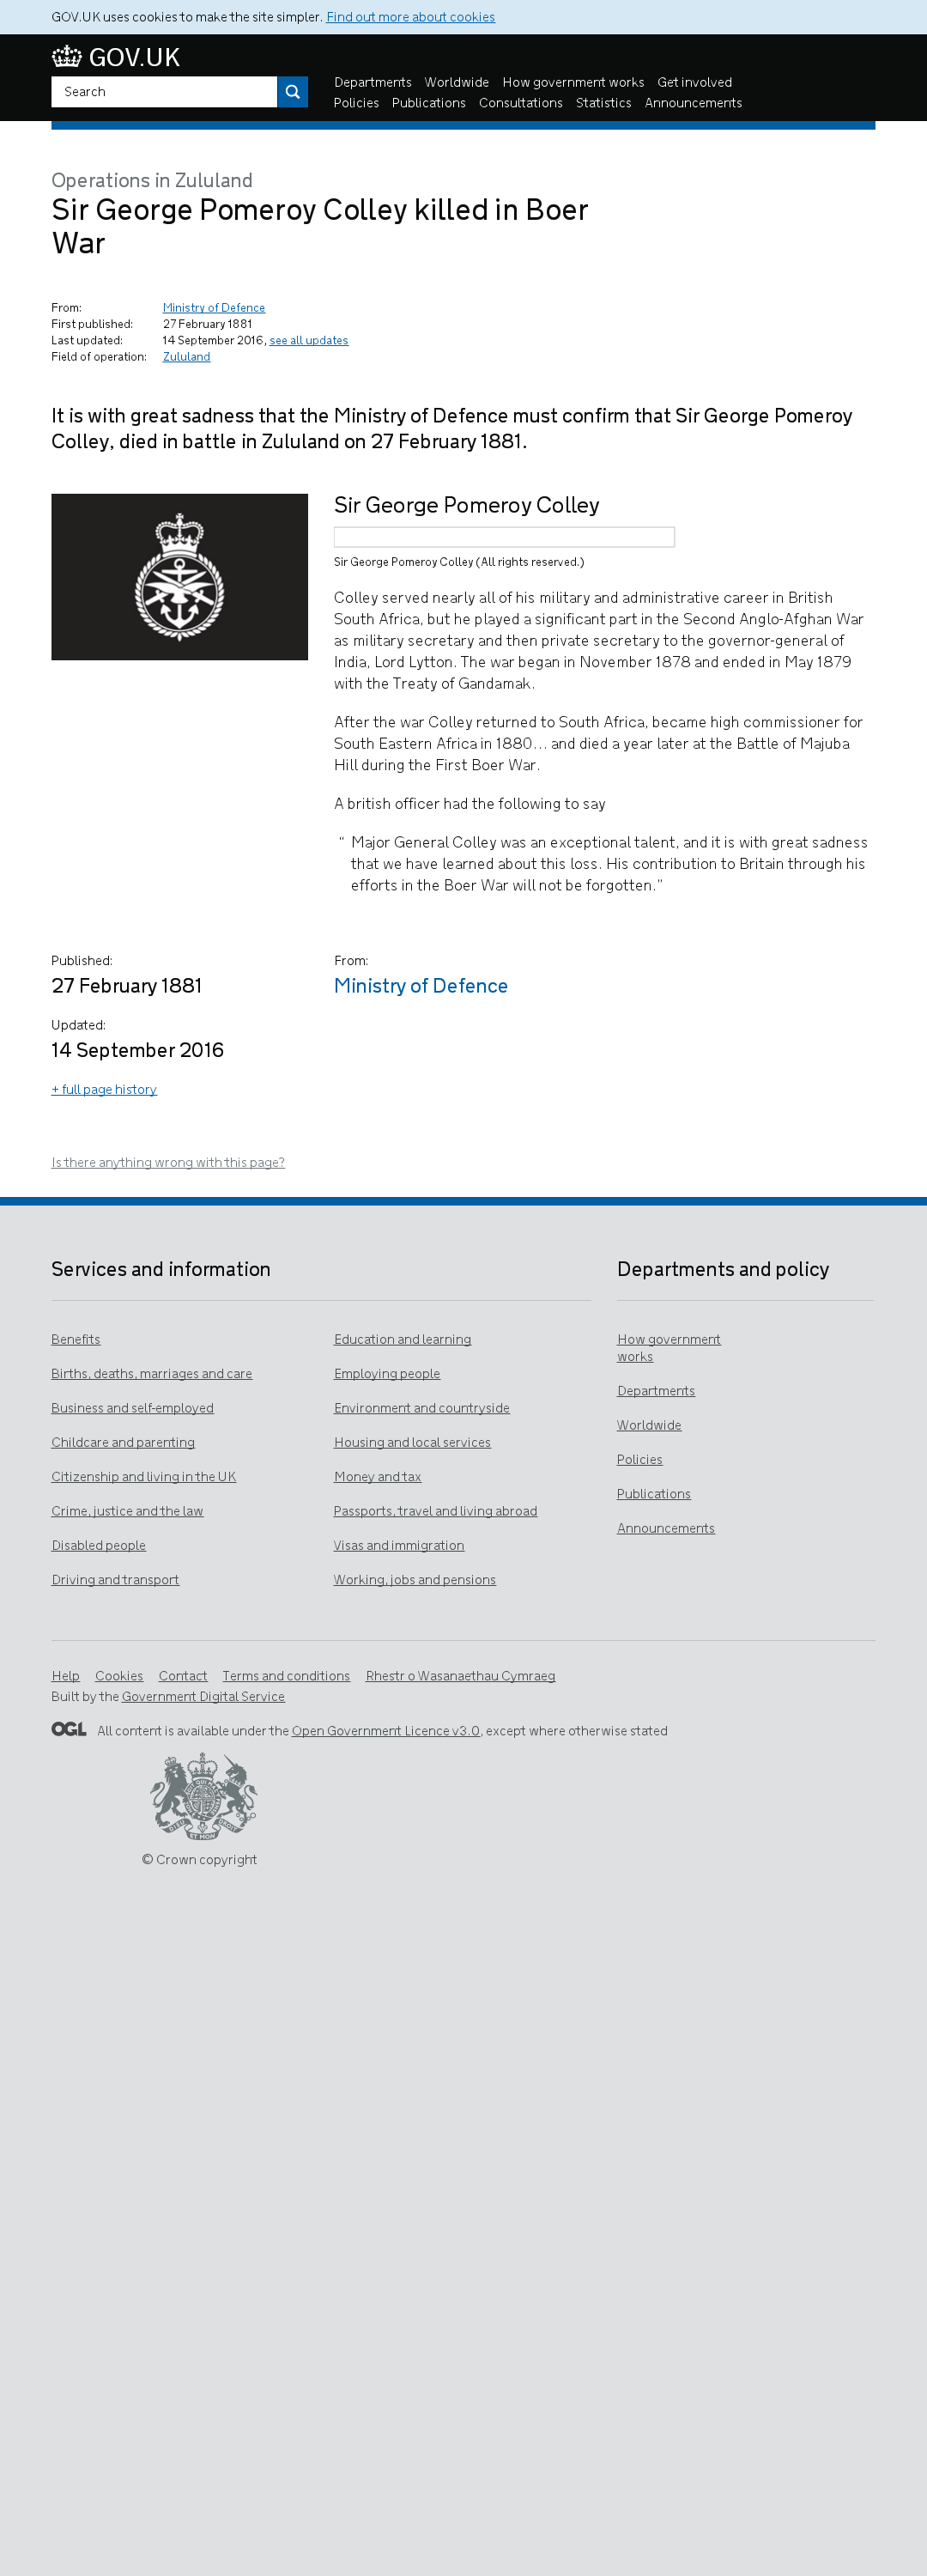 GOV.UK uses cookies to make the site simpler. Find out more about cookies
GOV.UK
Search
Departments Worldwide How government works Get involved
Policies Publications Consultations Statistics Announcements
Operations in Zululand
Sir George Pomeroy Colley killed in Boer
War
From: Ministry of Defence
First published: 27 February 1881
Last updated: 14 September 2016, see all updates
Field of operation: Zululand
It is with great sadness that the Ministry of Defence must confirm that Sir George Pomeroy
Colley, died in battle in Zululand on 27 February 1881.
Sir George Pomeroy Colley
Sir George Pomeroy Colley (All rights reserved.)
Colley served nearly all of his military and administrative career in British
South Africa, but he played a significant part in the Second Anglo-Afghan War
as military secretary and then private secretary to the governor-general of
India, Lord Lytton. The war began in November 1878 and ended in May 1879
with the Treaty of Gandamak.
After the war Colley returned to South Africa, became high commissioner for
South Eastern Africa in 1880… and died a year later at the Battle of Majuba
Hill during the First Boer War.
A british officer had the following to say
“ Major General Colley was an exceptional talent, and it is with great sadness
that we have learned about this loss. His contribution to Britain through his
efforts in the Boer War will not be forgotten.”
Published:
27 February 1881
From:
Ministry of Defence
Updated:
14 September 2016
+ full page history
Is there anything wrong with this page?
Services and information
Benefits
Births, deaths, marriages and care
Business and self-employed
Childcare and parenting
Citizenship and living in the UK
Crime, justice and the law
Disabled people
Driving and transport
Education and learning
Employing people
Environment and countryside
Housing and local services
Money and tax
Passports, travel and living abroad
Visas and immigration
Working, jobs and pensions
Departments and policy
How government
works
Departments
Worldwide
Policies
Publications
Announcements
Help Cookies Contact Terms and conditions Rhestr o Wasanaethau Cymraeg
Built by the Government Digital Service
OGL All content is available under the Open Government Licence v3.0, except where otherwise stated
© Crown copyright